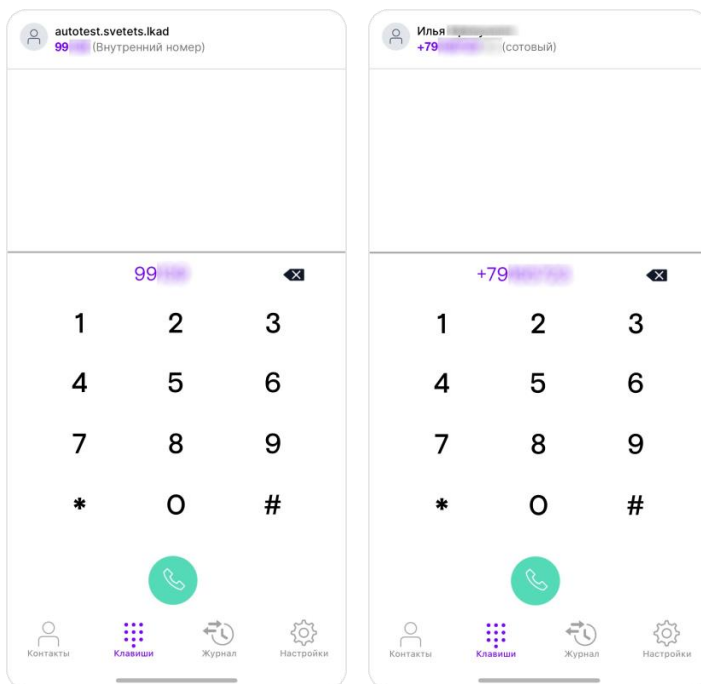 autotest.svetets.lkad
99 (Внутренний номер)
99
1 2 3
4 5 6
7 8 9
* 0 #
Контакты Клавиши Журнал Настройки
Илья
+79 (сотовый)
+79
1 2 3
4 5 6
7 8 9
* 0 #
Контакты Клавиши Журнал Настройки